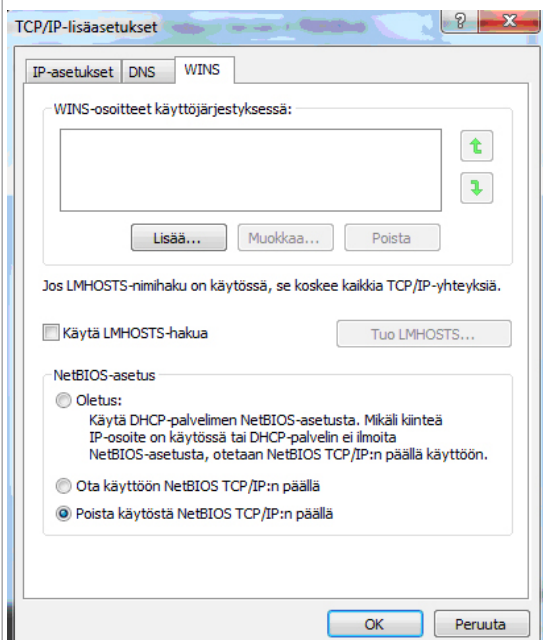 TCP/IP-lisäasetukset
IP-asetukset DNS WINS
WINS-osoitteet käyttöjärjestyksessä:
Lisää... Muokkaa... Poista
Jos LMHOSTS-nimihaku on käytössä, se koskee kaikkia TCP/IP-yhteyksiä.
Käytä LMHOSTS-hakua Tuo LMHOSTS...
NetBIOS-asetus
Oletus:
Käytä DHCP-palvelimen NetBIOS-asetusta. Mikäli kiinteä
IP-osoite on käytössä tai DHCP-palvelin ei ilmoita
NetBIOS-asetusta, otetaan NetBIOS TCP/IP:n päällä käyttöön.
Ota käyttöön NetBIOS TCP/IP:n päällä
Poista käytöstä NetBIOS TCP/IP:n päällä
OK Peruuta